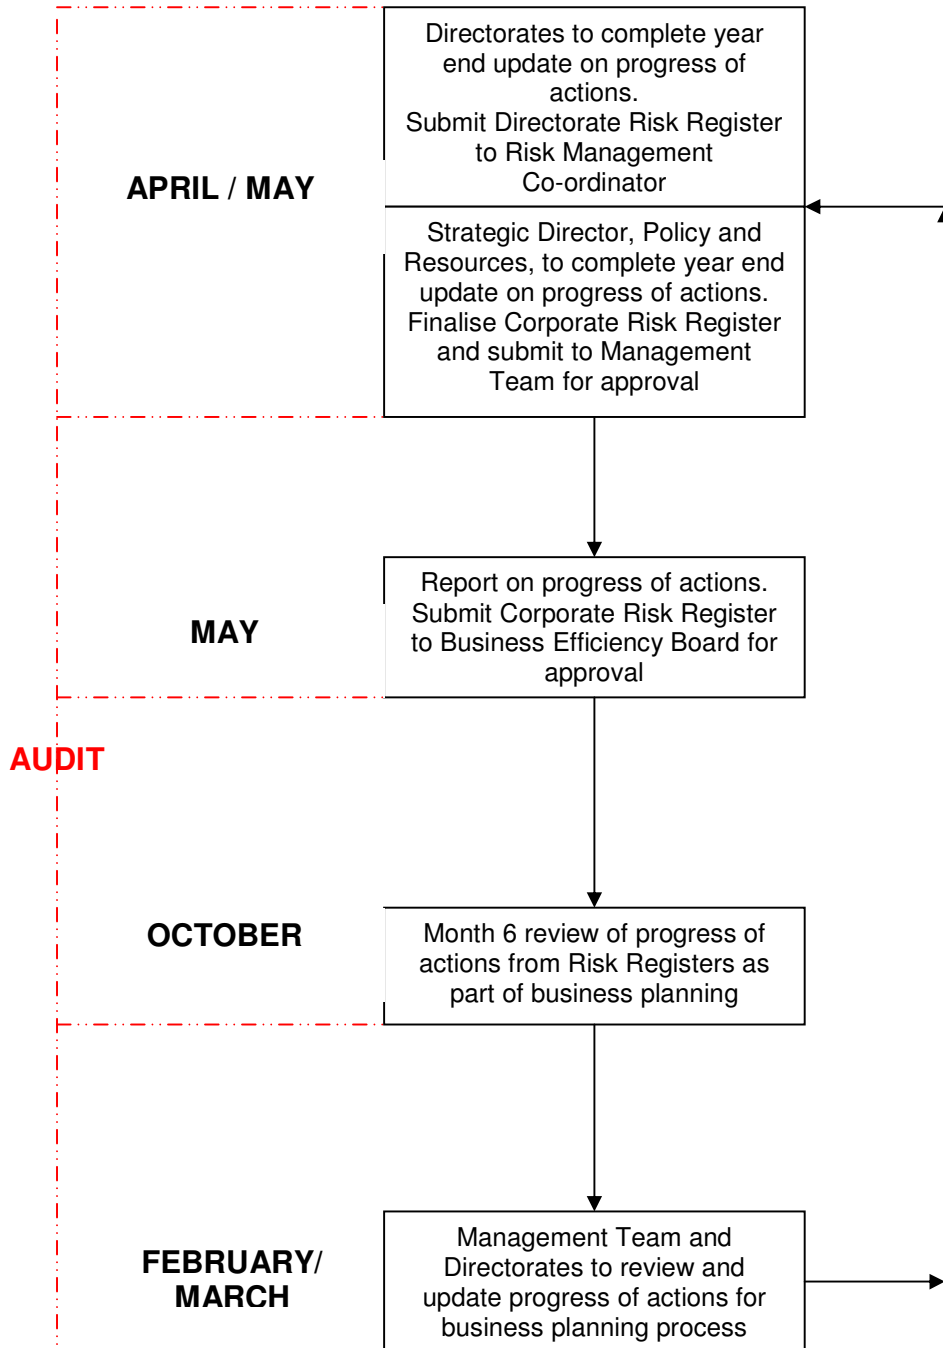 Directorates to complete year
end update on progress of
actions.
Submit Directorate Risk Register
to Risk Management
Co-ordinator
APRIL / MAY
Strategic Director, Policy and
Resources, to complete year end
update on progress of actions.
Finalise Corporate Risk Register
and submit to Management
Team for approval
MAY
Report on progress of actions.
Submit Corporate Risk Register
to Business Efficiency Board for
approval
AUDIT
OCTOBER
Month 6 review of progress of
actions from Risk Registers as
part of business planning
FEBRUARY/
MARCH
Management Team and
Directorates to review and
update progress of actions for
business planning process